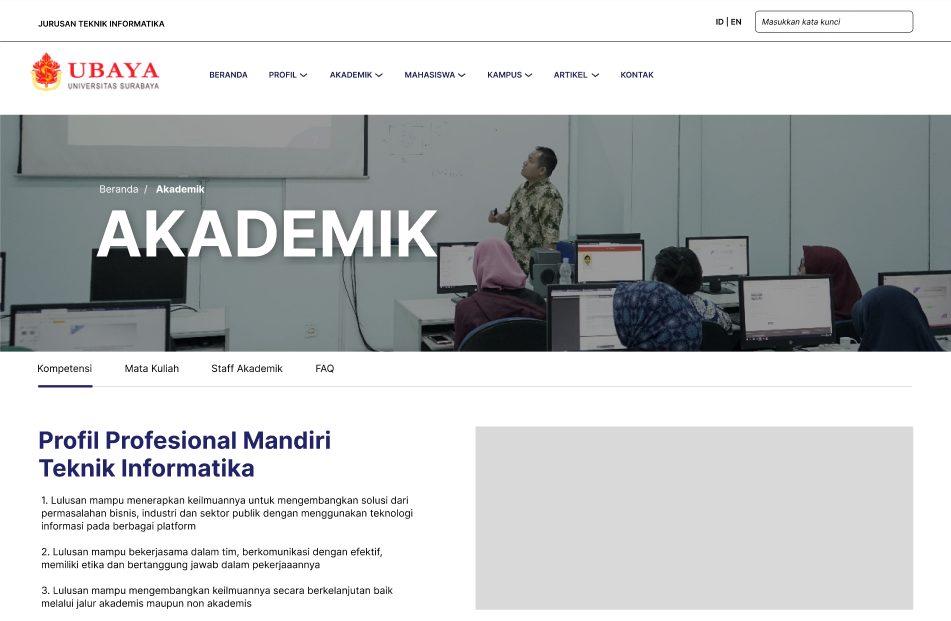 JURUSAN TEKNIK INFORMATIKA
ID | EN
Masukkan kata kunci
UBAYA
UNIVERSITAS SURABAYA
BERANDA PROFIL AKADEMIK MAHASISWA KAMPUS ARTIKEL KONTAK
Beranda / Akademik
AKADEMIK
Kompetensi Mata Kuliah Staff Akademik FAQ
Profil Profesional Mandiri
Teknik Informatika
1. Lulusan mampu menerapkan keilmuannya untuk mengembangkan solusi dari
permasalahan bisnis, industri dan sektor publik dengan menggunakan teknologi
informasi pada berbagai platform
2. Lulusan mampu bekerjasama dalam tim, berkomunikasi dengan efektif,
memiliki etika dan bertanggung jawab dalam pekerjaaannya
3. Lulusan mampu mengembangkan keilmuannya secara berkelanjutan baik
melalui jalur akademis maupun non akademis